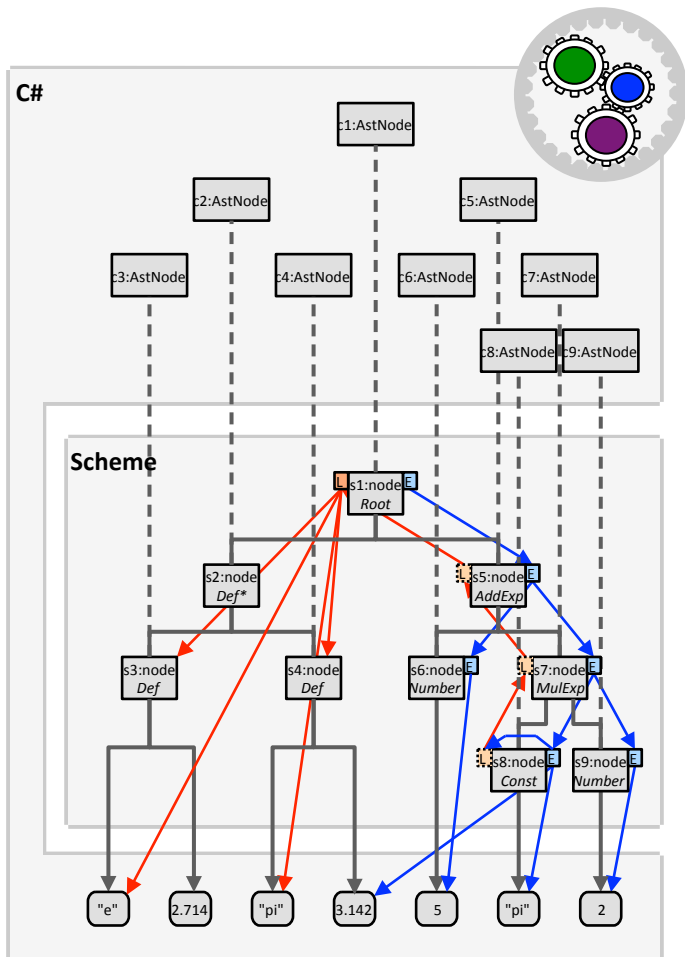 C#
c1:AstNode
c2:AstNode
c5:AstNode
c3:AstNode
c4:AstNode
c6:AstNode
c7:AstNode
c8:AstNode
c9:AstNode
Scheme
L
s1:node
Root
E
s2:node
Def*
L
s5:node
AddExp
E
s3:node
Def
s4:node
Def
s6:node
Number
E
L
s7:node
MulExp
E
L
s8:node
Const
E
s9:node
Number
E
"e"
2.714
"pi"
3.142
5
"pi"
2